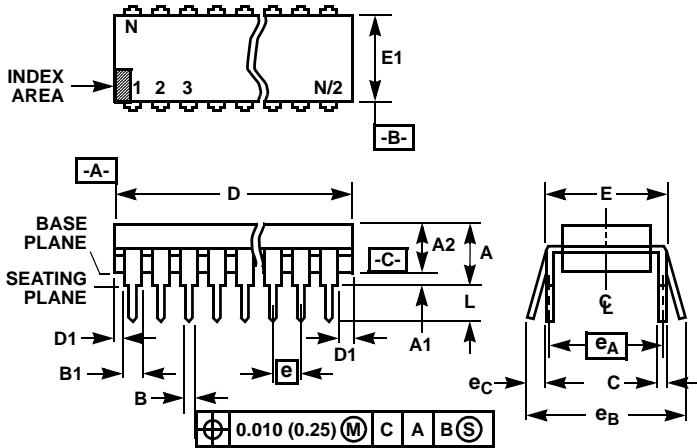 N
E1
INDEX
AREA
1 2 3 N/2
-B-
-A-
D
E
BASE
PLANE
A2
A
-C-
SEATING
PLANE
L
D1
A1
D1
B1
e
B
eA
eC
C
eB
0.010 (0.25) M C A B S
CL